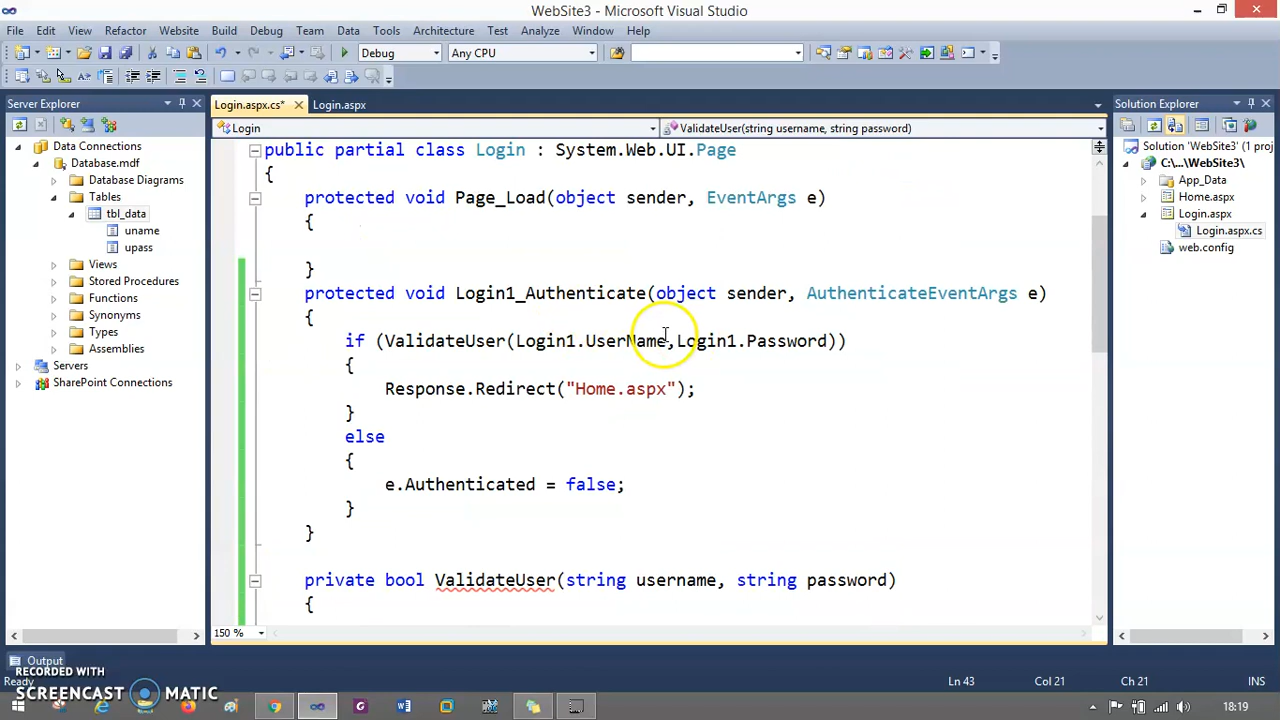 WebSite3 - Microsoft Visual Studio
File Edit View Refactor Website Build Debug Team Data Tools Architecture Test Analyze Window Help
Debug Any CPU
Server Explorer
Data Connections
Database.mdf
Database Diagrams
Tables
tbl_data
uname
upass
Views
Stored Procedures
Functions
Synonyms
Types
Assemblies
Servers
SharePoint Connections
Login.aspx.cs* Login.aspx
Login ValidateUser(string username, string password)
public partial class Login : System.Web.UI.Page
{
protected void Page_Load(object sender, EventArgs e)
{
}
protected void Login1_Authenticate(object sender, AuthenticateEventArgs e)
{
if (ValidateUser(Login1.UserName,Login1.Password))
{
Response.Redirect("Home.aspx");
}
else
{
e.Authenticated = false;
}
}
private bool ValidateUser(string username, string password)
{
150 %
Solution Explorer
Solution 'WebSite3' (1 proj
C:\...\WebSite3\
App_Data
Home.aspx
Login.aspx
Login.aspx.cs
web.config
Output
Ready Ln 43 Col 21 Ch 21 INS
RECORDED WITH
SCREENCAST MATIC
18:19